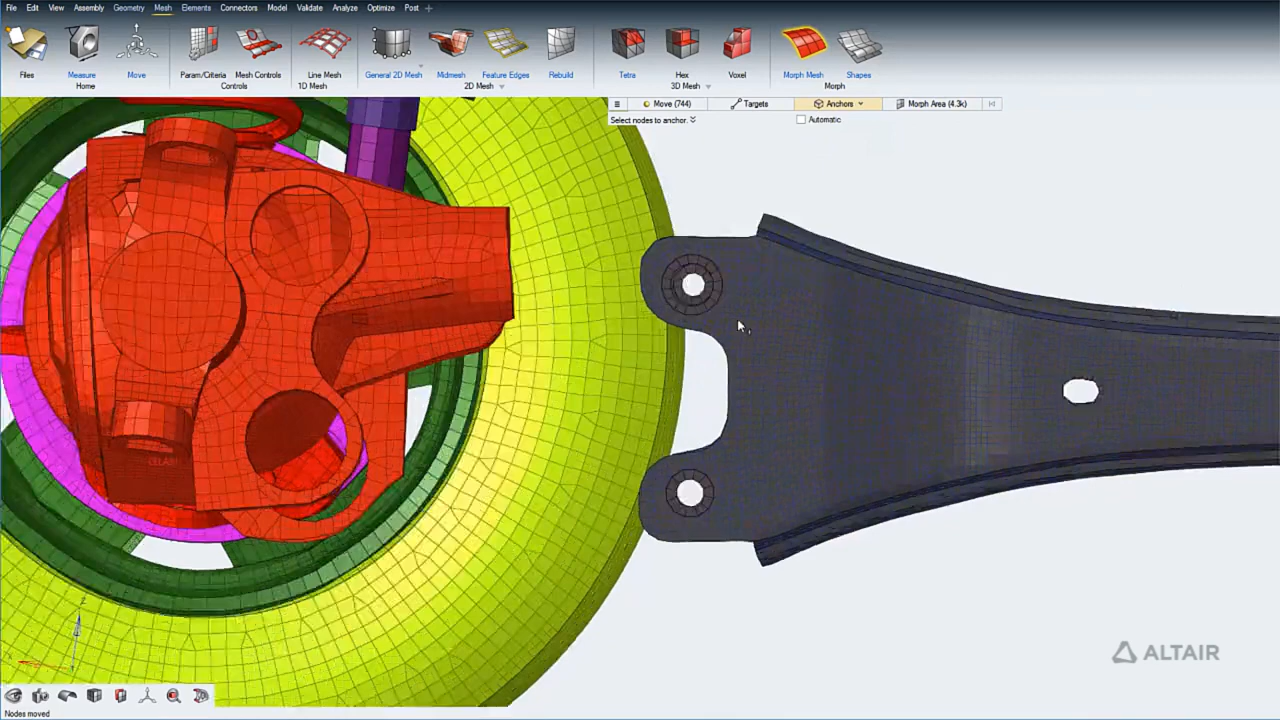 File Edit View Assembly Geometry Mesh Elements Connectors Model Validate Analyze Optimize Post
Files Measure Move Param/Criteria Mesh Controls Line Mesh General 2D Mesh Midmesh Feature Edges Rebuild Tetra Hex Voxel Morph Mesh Shapes
Home Controls 1D Mesh 2D Mesh 3D Mesh Morph
Move (744) Targets Anchors Morph Area (4.3k)
Select nodes to anchor. Automatic
Z
X
ALTAIR
Nodes moved